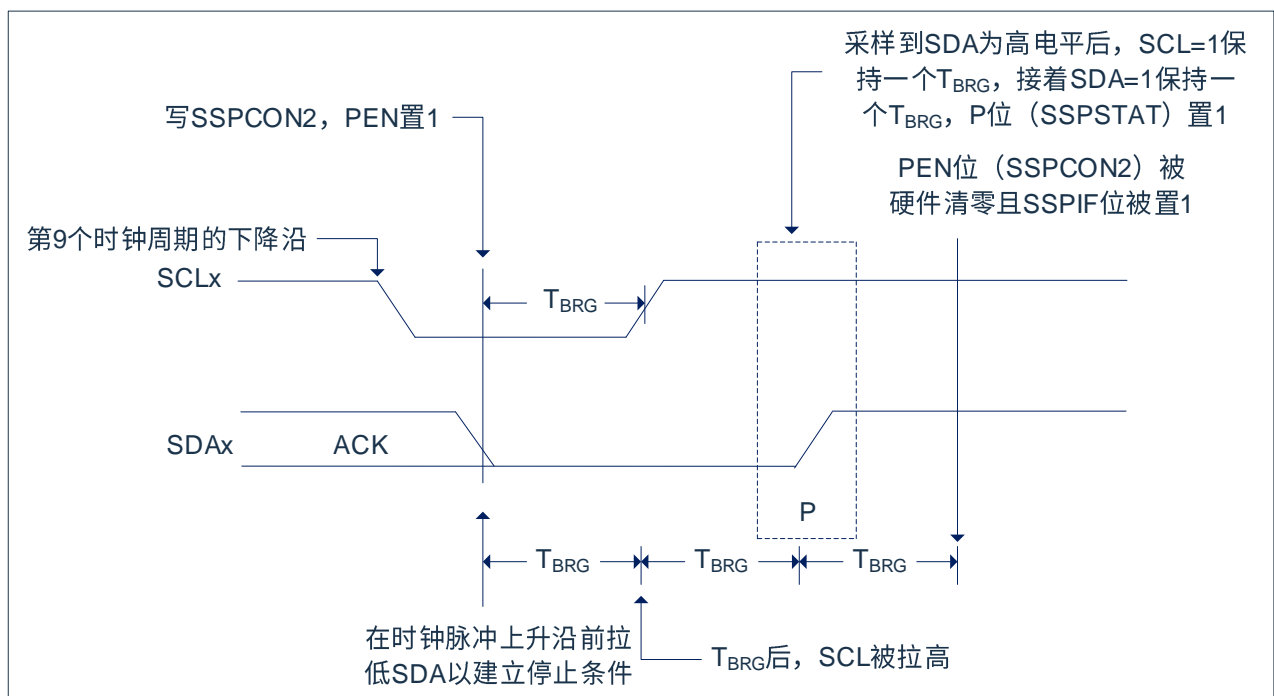 采样到SDA为高电平后，SCL=1保
持一个TBRG，接着SDA=1保持一
个TBRG，P位（SSPSTAT）置1
写SSPCON2，PEN置1
PEN位（SSPCON2）被
硬件清零且SSPIF位被置1
第9个时钟周期的下降沿
SCLx
TBRG
SDAx
ACK
P
TBRG
TBRG
TBRG
在时钟脉冲上升沿前拉
低SDA以建立停止条件
TBRG后，SCL被拉高